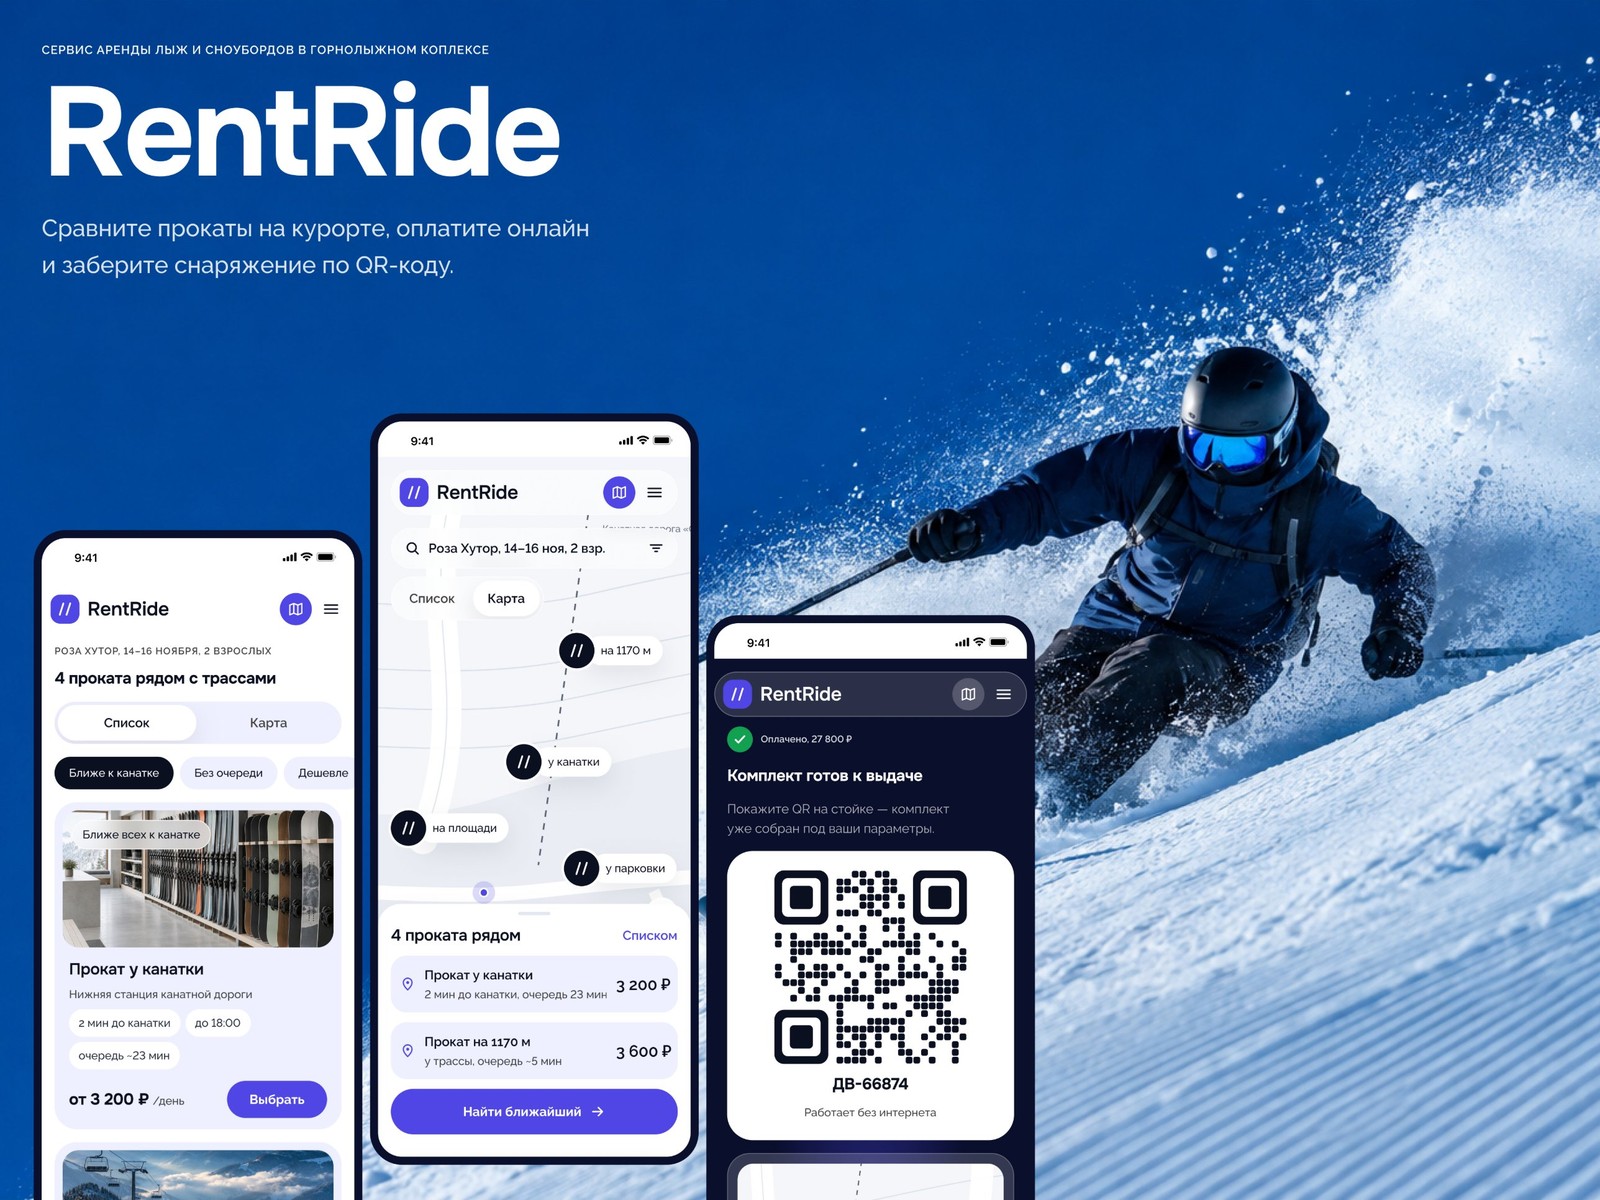 СЕРВИС АРЕНДЫ ЛЫЖ И СНОУБОРДОВ В ГОРНОЛЫЖНОМ КОПЛЕКСЕ
RentRide
Сравните прокаты на курорте, оплатите онлайн
и заберите снаряжение по QR-коду.
9:41
// RentRide
РОЗА ХУТОР, 14–16 НОЯБРЯ, 2 ВЗРОСЛЫХ
4 проката рядом с трассами
Список Карта
Ближе к канатке Без очереди Дешевле
Ближе всех к канатке
Прокат у канатки
Нижняя станция канатной дороги
2 мин до канатки до 18:00
очередь ~23 мин
от 3 200 ₽ /день Выбрать
9:41
// RentRide
Роза Хутор, 14–16 ноя, 2 взр.
Список Карта
// на 1170 м
// у канатки
// на площади
// у парковки
4 проката рядом Списком
Прокат у канатки
2 мин до канатки, очередь 23 мин 3 200 ₽
Прокат на 1170 м
у трассы, очередь ~5 мин 3 600 ₽
Найти ближайший →
9:41
// RentRide
Оплачено, 27 800 ₽
Комплект готов к выдаче
Покажите QR на стойке — комплект
уже собран под ваши параметры.
ДВ-66874
Работает без интернета